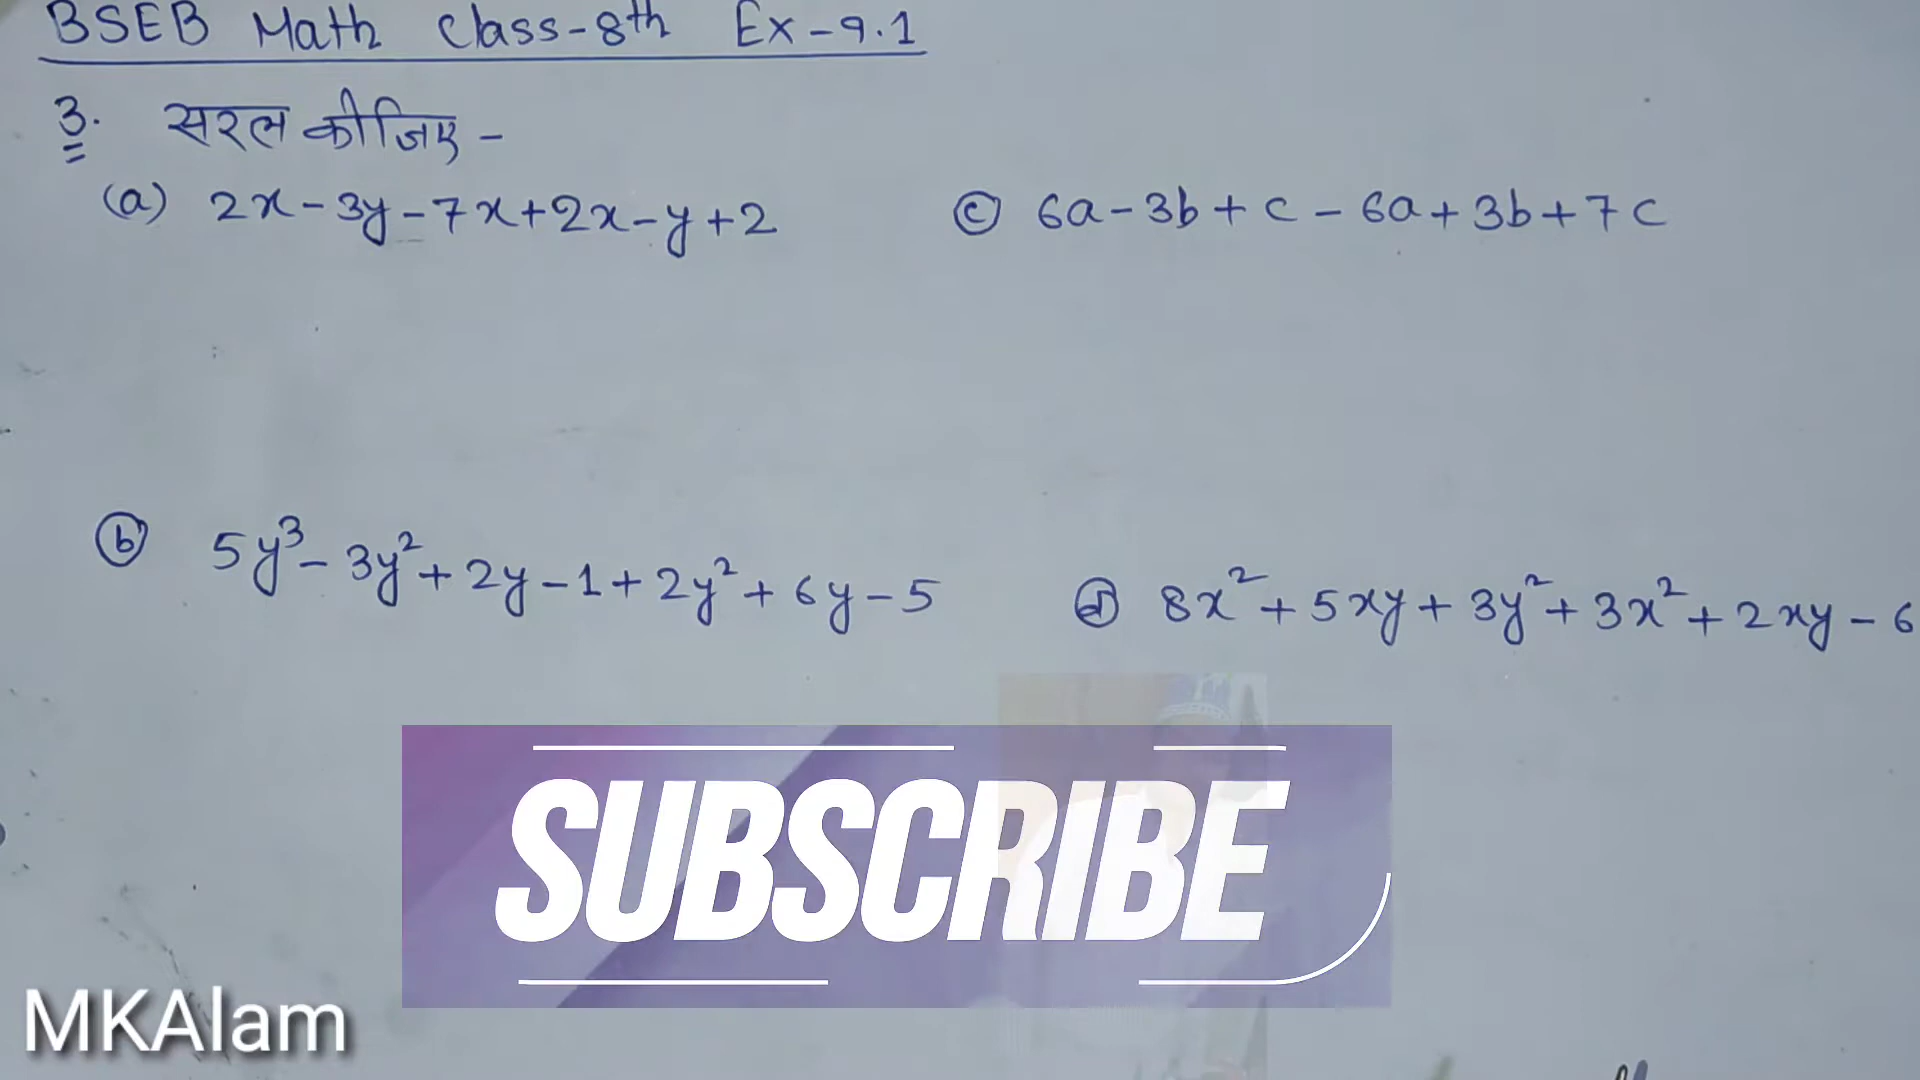 BSEB Math Class-8th Ex-9.1
3. सरल कीजिए -
(a) 2x-3y-7x+2x-y+2
(c) 6a-3b+c-6a+3b+7c
(b) 5y³-3y²+2y-1+2y²+6y-5
(d) 8x²+5xy+3y²+3x²+2xy-6
SUBSCRIBE
MKAlam